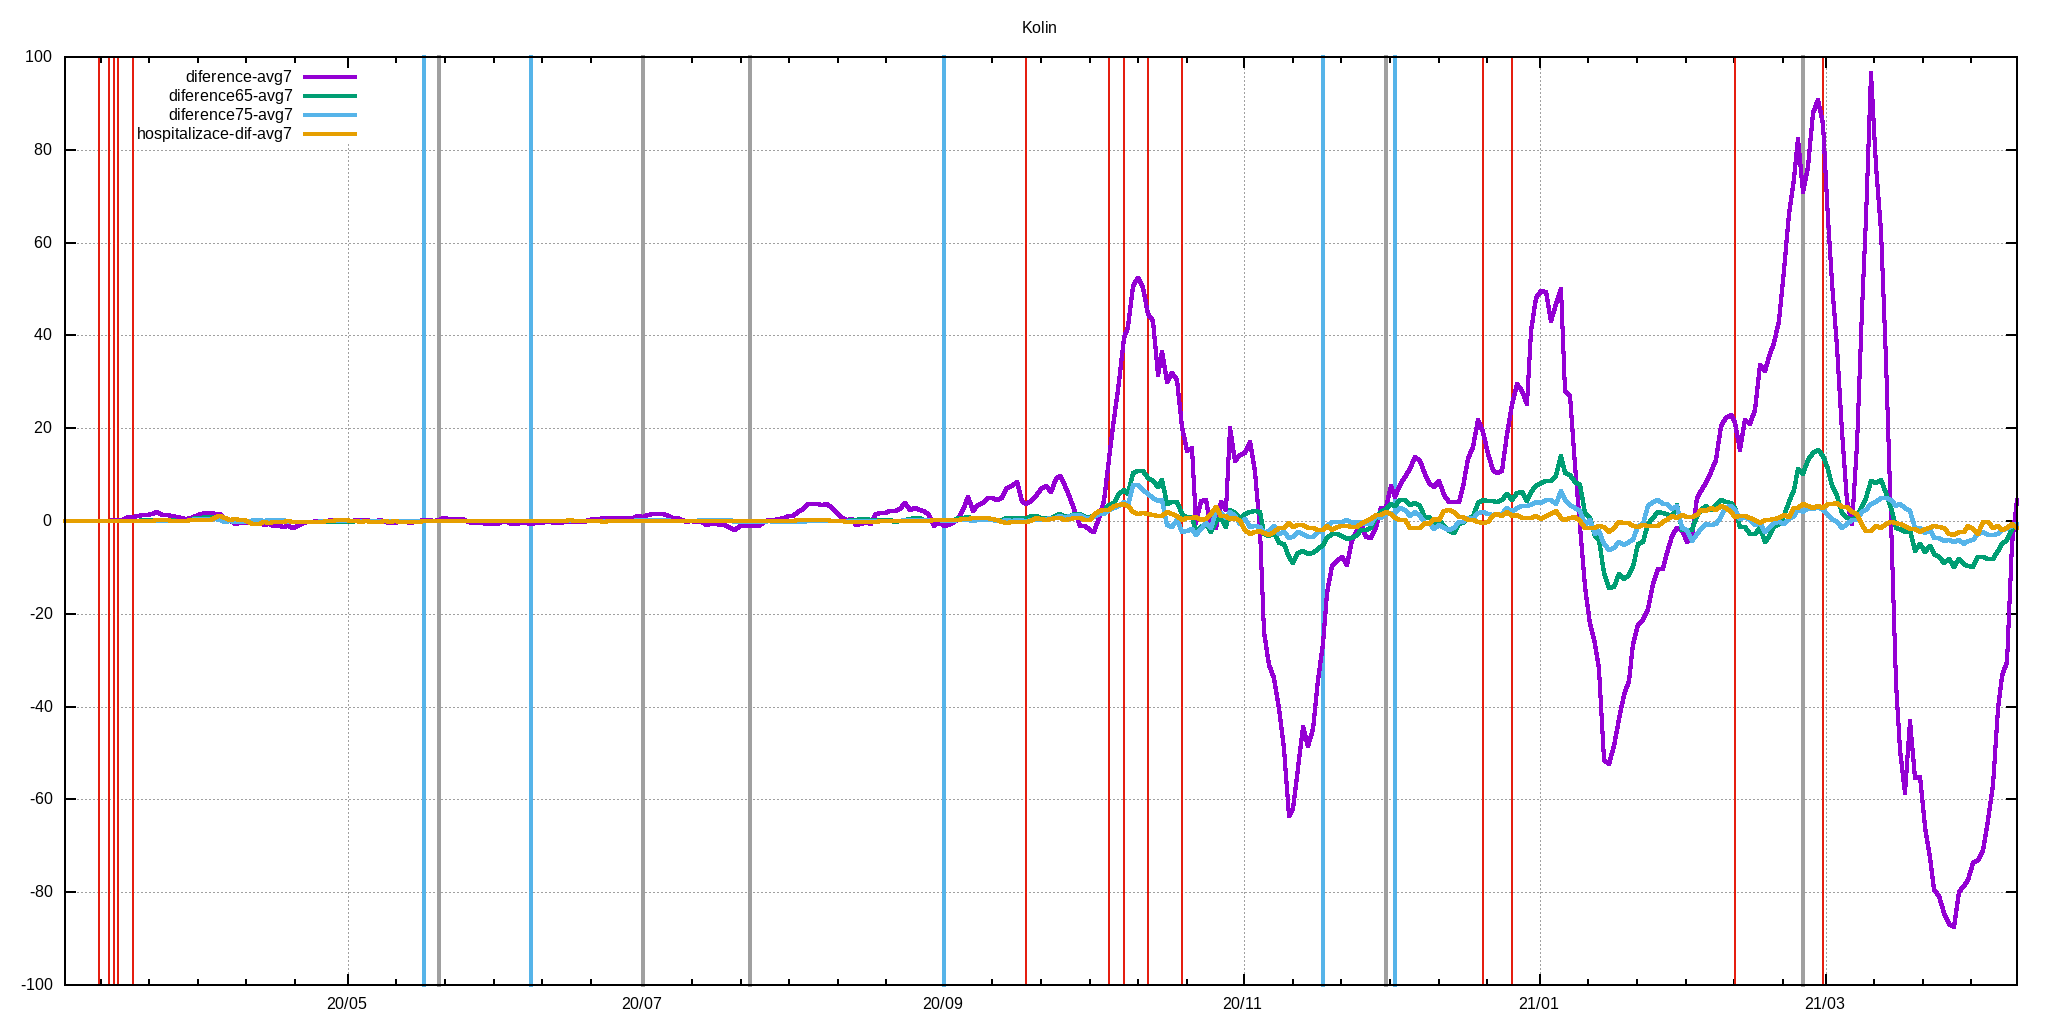 Kolin
100
80
60
40
20
0
-20
-40
-60
-80
-100
diference-avg7
diference65-avg7
diference75-avg7
hospitalizace-dif-avg7
20/05 20/07 20/09 20/11 21/01 21/03